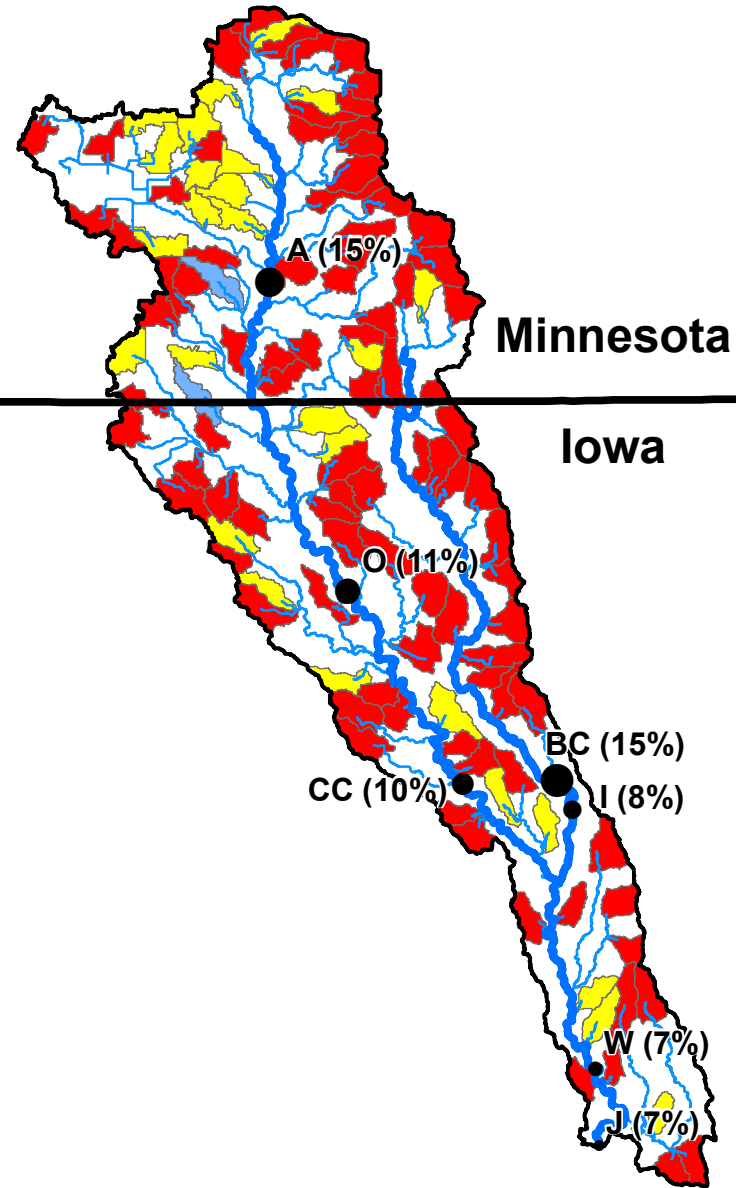 A (15%)
Minnesota
Iowa
O (11%)
BC (15%)
CC (10%)
I (8%)
W (7%)
J (7%)